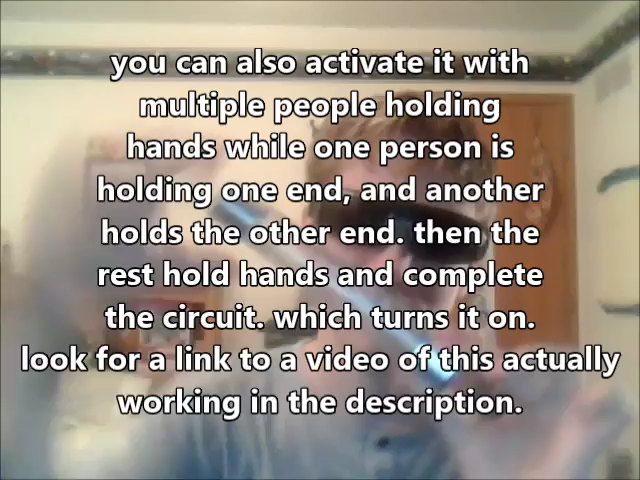 you can also activate it with
multiple people holding
hands while one person is
holding one end, and another
holds the other end. then the
rest hold hands and complete
the circuit. which turns it on.
look for a link to a video of this actually
working in the description.